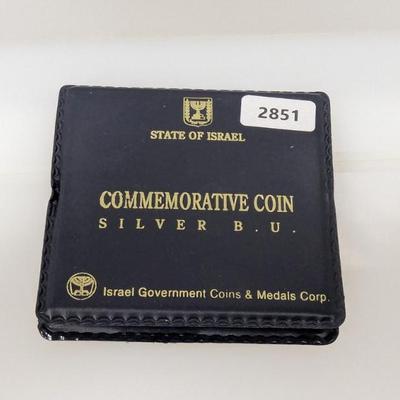 2851
STATE OF ISRAEL
COMMEMORATIVE COIN
SILVER B.U.
Israel Government Coins & Medals Corp.